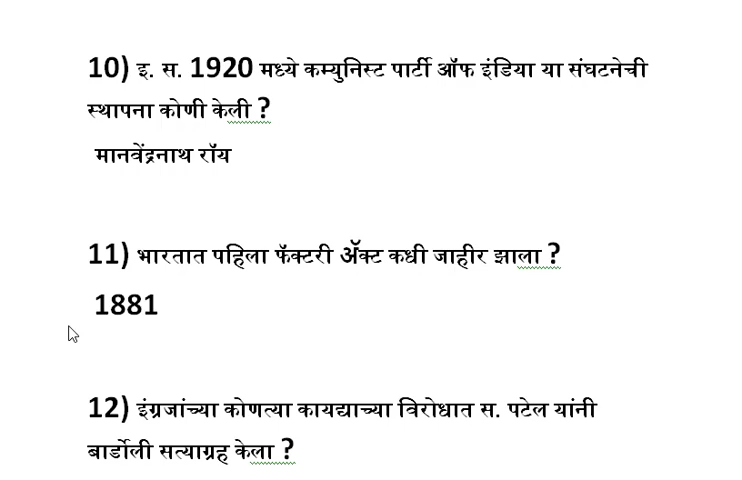 10) इ. स. 1920 मध्ये कम्युनिस्ट पार्टी ऑफ इंडिया या संघटनेची
स्थापना कोणी केली ?
मानवेंद्रनाथ रॉय
11) भारतात पहिला फॅक्टरी ॲक्ट कधी जाहीर झाला ?
1881
12) इंग्रजांच्या कोणत्या कायद्याच्या विरोधात स. पटेल यांनी
बार्डोली सत्याग्रह केला ?